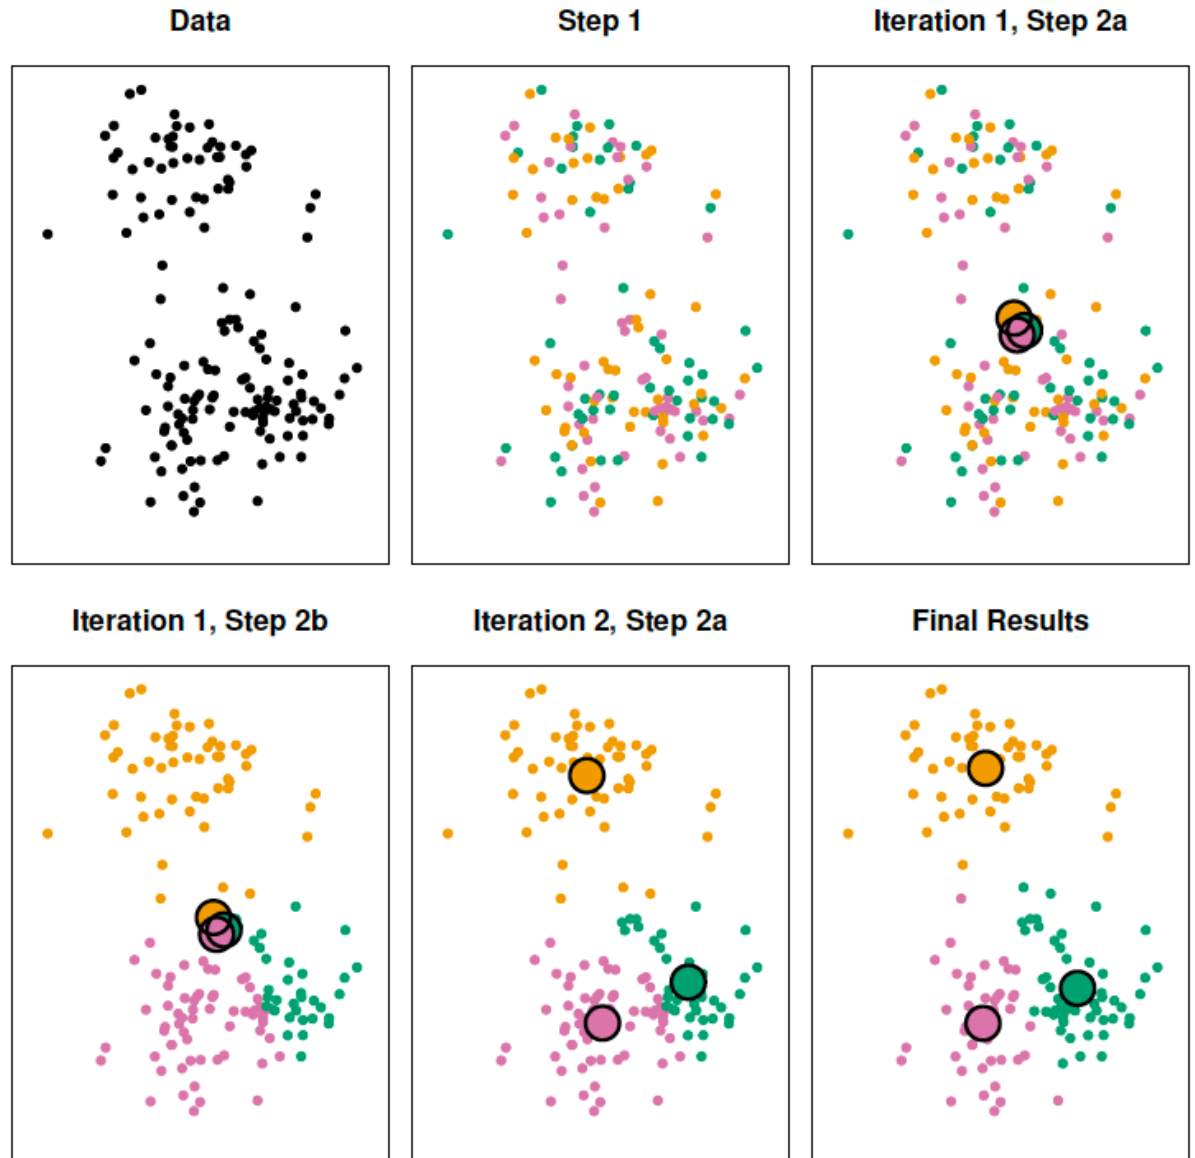 Data
Step 1
Iteration 1, Step 2a
Iteration 1, Step 2b
Iteration 2, Step 2a
Final Results